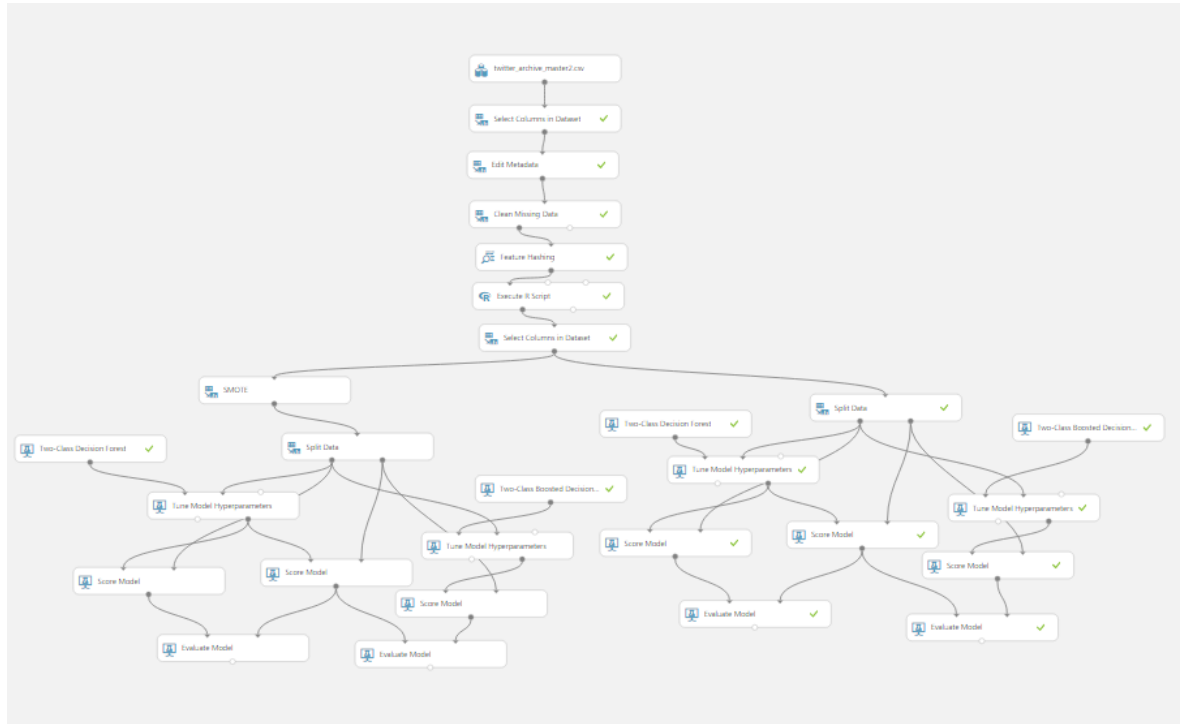 twitter_archive_master2.csv
Select Columns in Dataset
Edit Metadata
Clean Missing Data
Feature Hashing
Execute R Script
Select Columns in Dataset
SMOTE
Split Data
Two-Class Decision Forest
Split Data
Two-Class Boosted Decision...
Two-Class Decision Forest
Tune Model Hyperparameters
Two-Class Boosted Decision...
Tune Model Hyperparameters
Tune Model Hyperparameters
Tune Model Hyperparameters
Score Model
Score Model
Score Model
Score Model
Score Model
Score Model
Evaluate Model
Evaluate Model
Evaluate Model
Evaluate Model